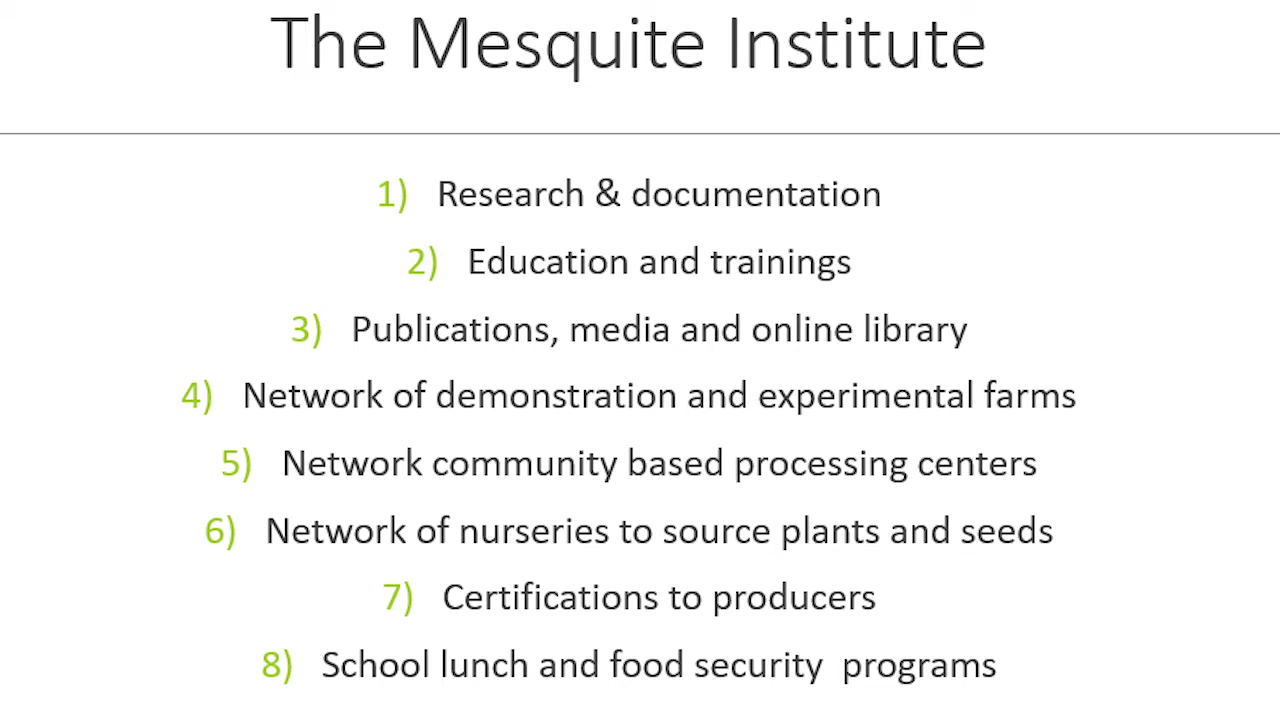 The Mesquite Institute
1) Research & documentation
2) Education and trainings
3) Publications, media and online library
4) Network of demonstration and experimental farms
5) Network community based processing centers
6) Network of nurseries to source plants and seeds
7) Certifications to producers
8) School lunch and food security  programs